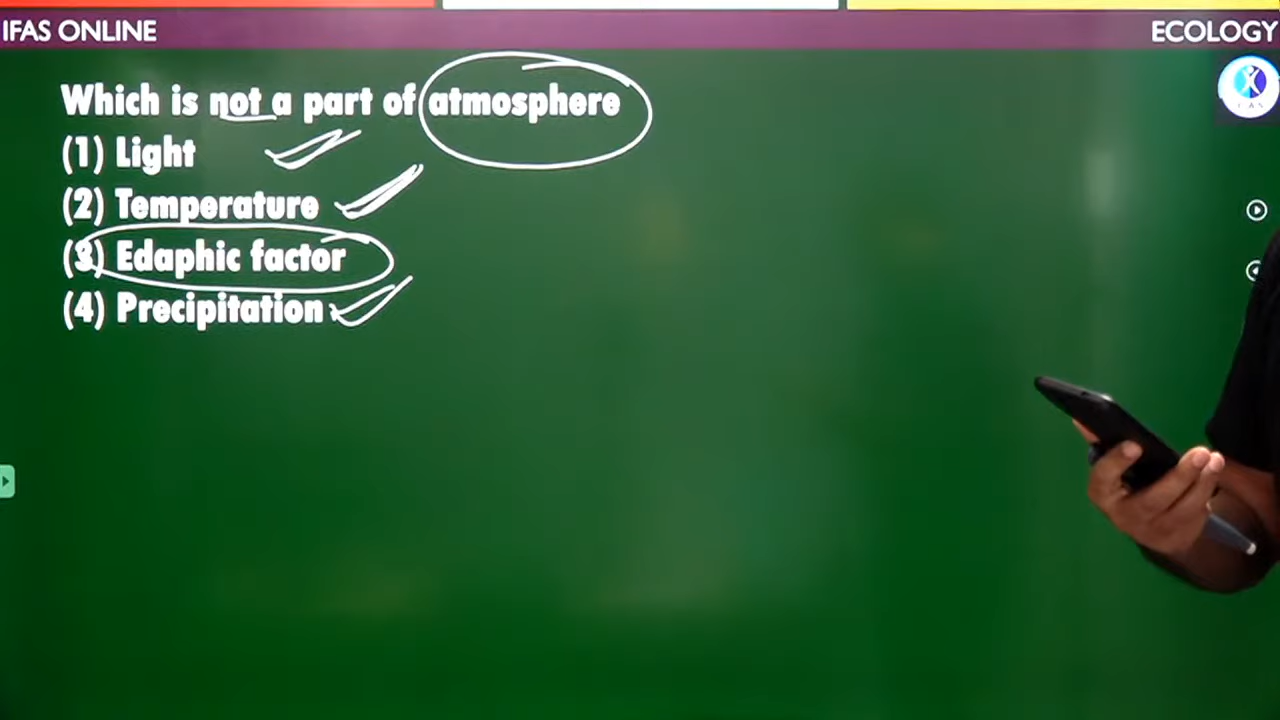 IFAS ONLINE
ECOLOGY
Which is not a part of atmosphere
(1) Light
(2) Temperature
(3) Edaphic factor
(4) Precipitation